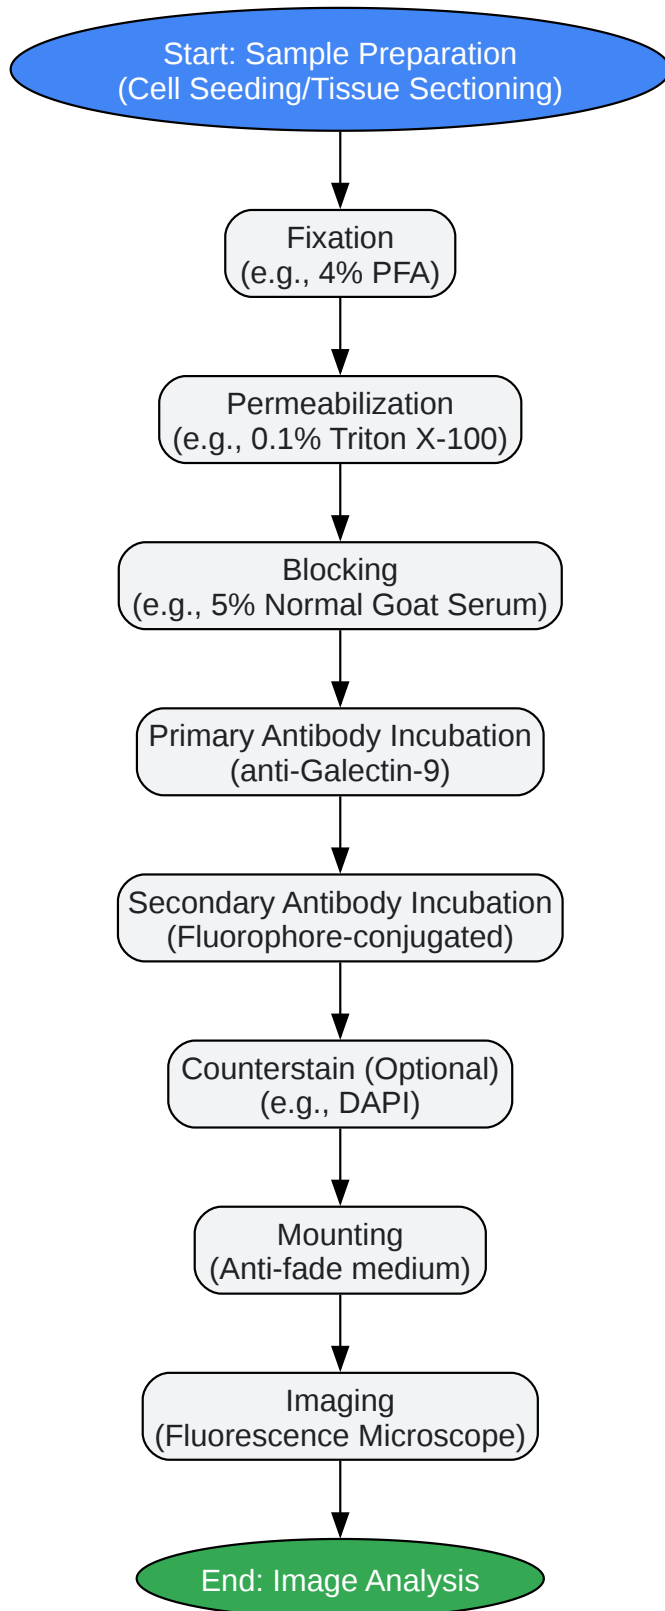 Start: Sample Preparation
(Cell Seeding/Tissue Sectioning)
Fixation
(e.g., 4% PFA)
Permeabilization
(e.g., 0.1% Triton X-100)
Blocking
(e.g., 5% Normal Goat Serum)
Primary Antibody Incubation
(anti-Galectin-9)
Secondary Antibody Incubation
(Fluorophore-conjugated)
Counterstain (Optional)
(e.g., DAPI)
Mounting
(Anti-fade medium)
Imaging
(Fluorescence Microscope)
End: Image Analysis